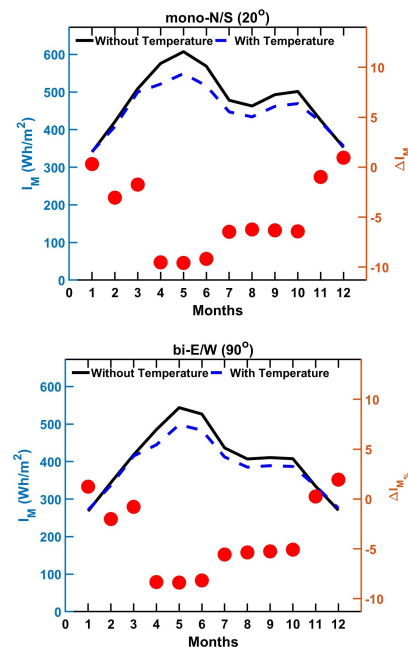 mono-N/S (20°)
Without Temperature With Temperature
600
500
400
300
200
100
0
10
5
0
-5
-10
I_M (Wh/m²)
ΔI_M
0 1 2 3 4 5 6 7 8 9 10 11 12
Months
bi-E/W (90°)
Without Temperature With Temperature
600
500
400
300
200
100
0
10
5
0
-5
-10
I_M (Wh/m²)
ΔI_M%
0 1 2 3 4 5 6 7 8 9 10 11 12
Months